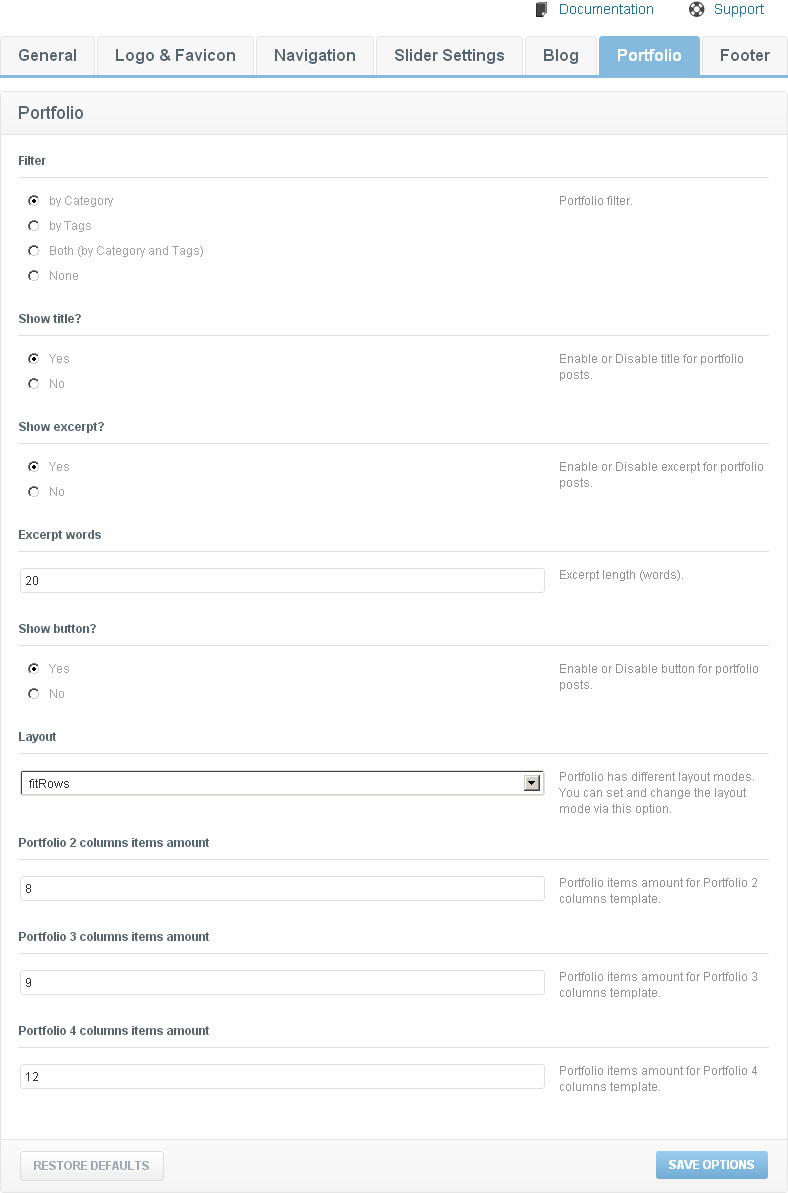 Documentation Support
General Logo & Favicon Navigation Slider Settings Blog Portfolio Footer
Portfolio
Filter
by Category Portfolio filter.
by Tags
Both (by Category and Tags)
None
Show title?
Yes Enable or Disable title for portfolio
posts.
No
Show excerpt?
Yes Enable or Disable excerpt for portfolio
posts.
No
Excerpt words
20 Excerpt length (words).
Show button?
Yes Enable or Disable button for portfolio
posts.
No
Layout
fitRows Portfolio has different layout modes.
You can set and change the layout
mode via this option.
Portfolio 2 columns items amount
8 Portfolio items amount for Portfolio 2
columns template.
Portfolio 3 columns items amount
9 Portfolio items amount for Portfolio 3
columns template.
Portfolio 4 columns items amount
12 Portfolio items amount for Portfolio 4
columns template.
RESTORE DEFAULTS SAVE OPTIONS